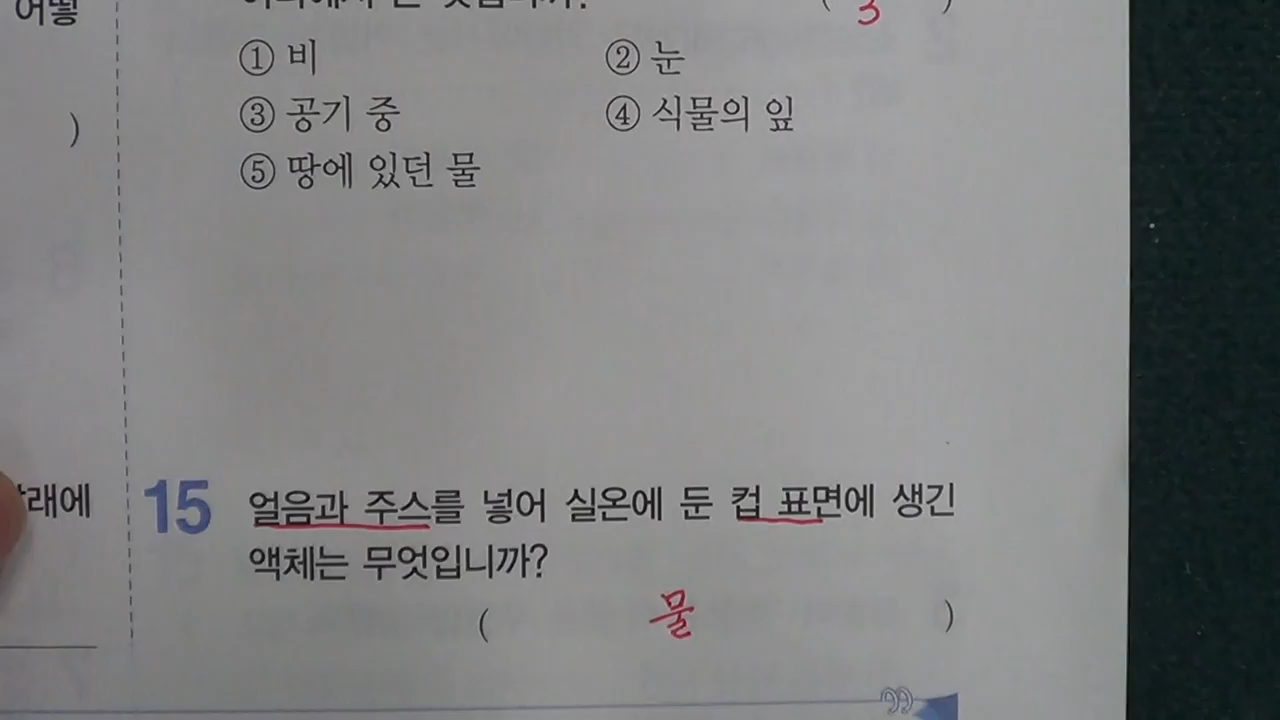 어떻
( 3 )
① 비 ② 눈
③ 공기 중 ④ 식물의 잎
⑤ 땅에 있던 물
)
래에
15 얼음과 주스를 넣어 실온에 둔 컵 표면에 생긴
액체는 무엇입니까?
( 물 )